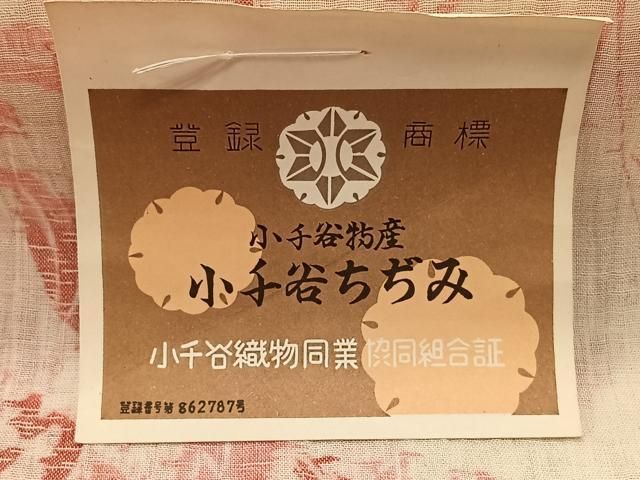 登録 商標
小千谷物産
小千谷ちぢみ
小千谷織物同業協同組合証
登録番号第862787号